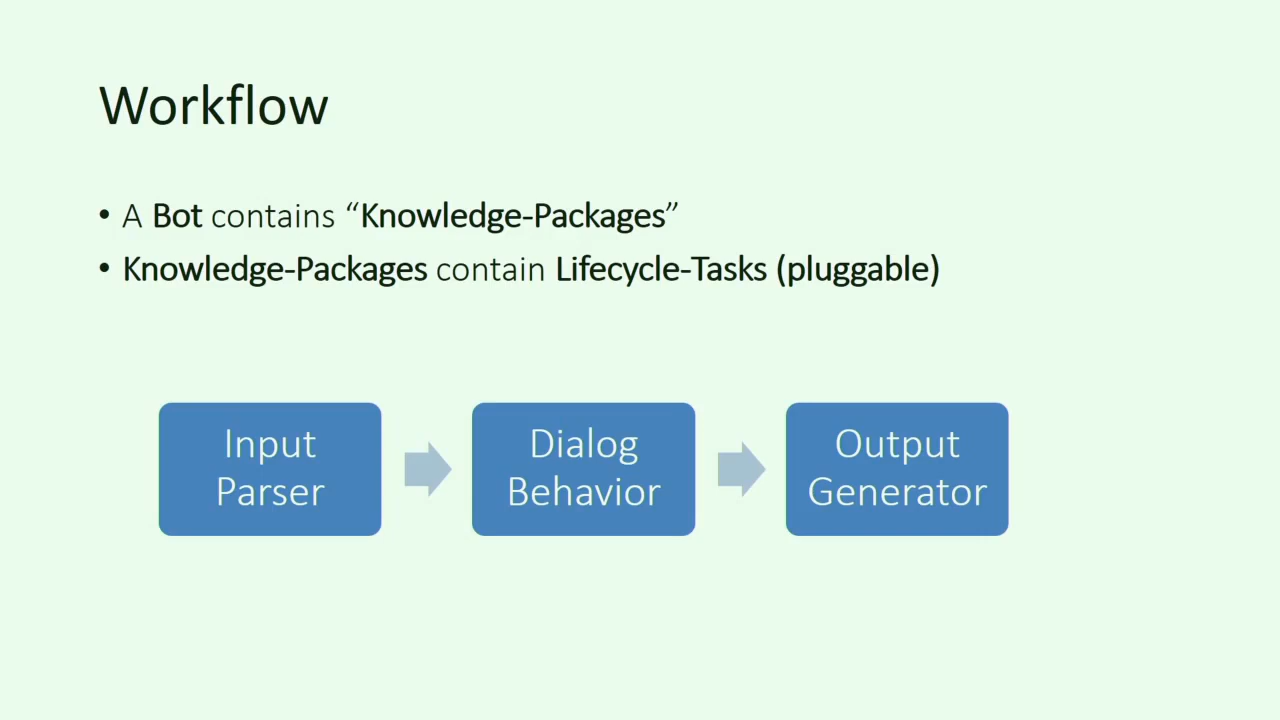 Workflow
• A Bot contains “Knowledge-Packages”
• Knowledge-Packages contain Lifecycle-Tasks (pluggable)
Input
Parser
Dialog
Behavior
Output
Generator